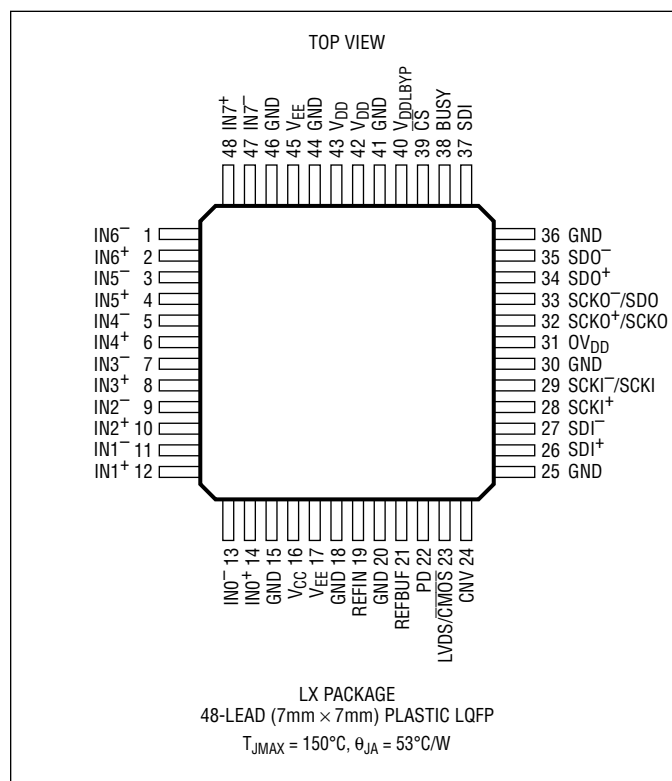 TOP VIEW
48 IN7⁺
47 IN7⁻
46 GND
45 VEE
44 GND
43 VDD
42 VDD
41 GND
40 VDDLBYP
39 C̅S̅
38 BUSY
37 SDI
IN6⁻ 1
IN6⁺ 2
IN5⁻ 3
IN5⁺ 4
IN4⁻ 5
IN4⁺ 6
IN3⁻ 7
IN3⁺ 8
IN2⁻ 9
IN2⁺ 10
IN1⁻ 11
IN1⁺ 12
36 GND
35 SDO⁻
34 SDO⁺
33 SCKO⁻/SDO
32 SCKO⁺/SCKO
31 OVDD
30 GND
29 SCKI⁻/SCKI
28 SCKI⁺
27 SDI⁻
26 SDI⁺
25 GND
IN0⁻ 13
IN0⁺ 14
GND 15
VCC 16
VEE 17
GND 18
REFIN 19
GND 20
REFBUF 21
PD 22
LVDS/C̅M̅O̅S̅ 23
CNV 24
LX PACKAGE
48-LEAD (7mm × 7mm) PLASTIC LQFP
TJMAX = 150°C, θJA = 53°C/W